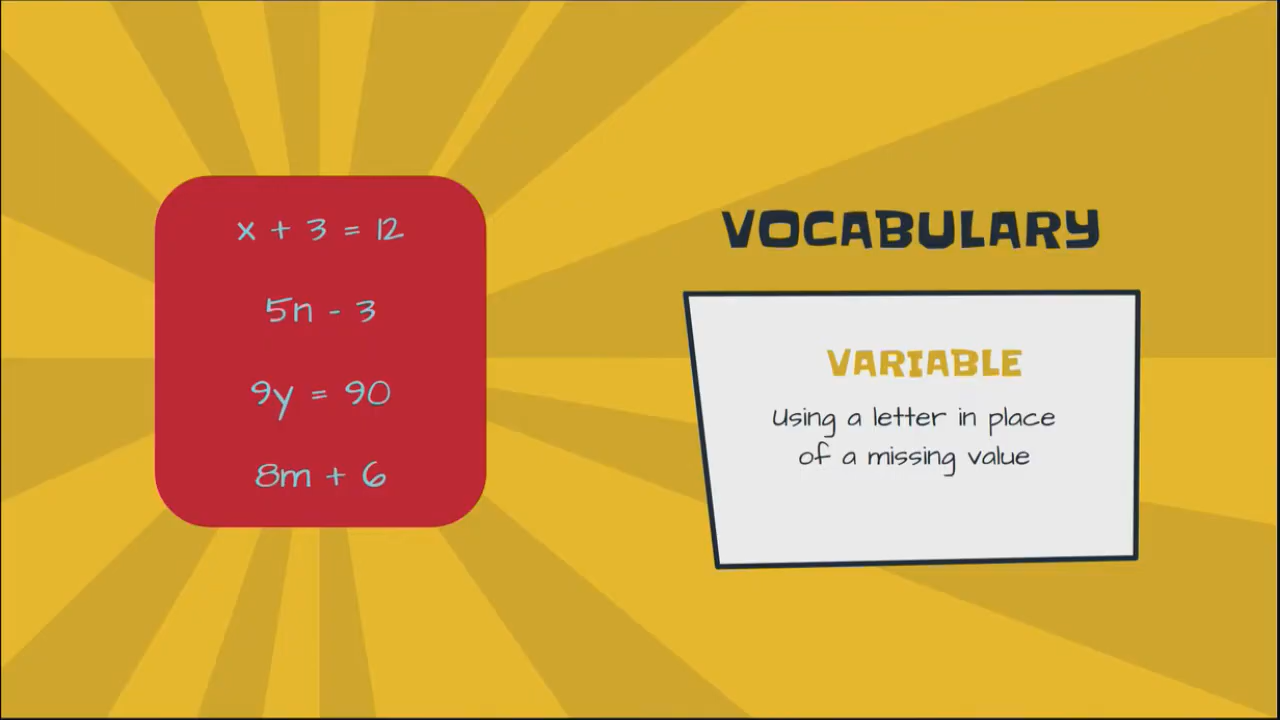 x + 3 = 12
5n - 3
9y = 90
8m + 6
VOCABULARY
VARIABLE
Using a letter in place
of a missing value